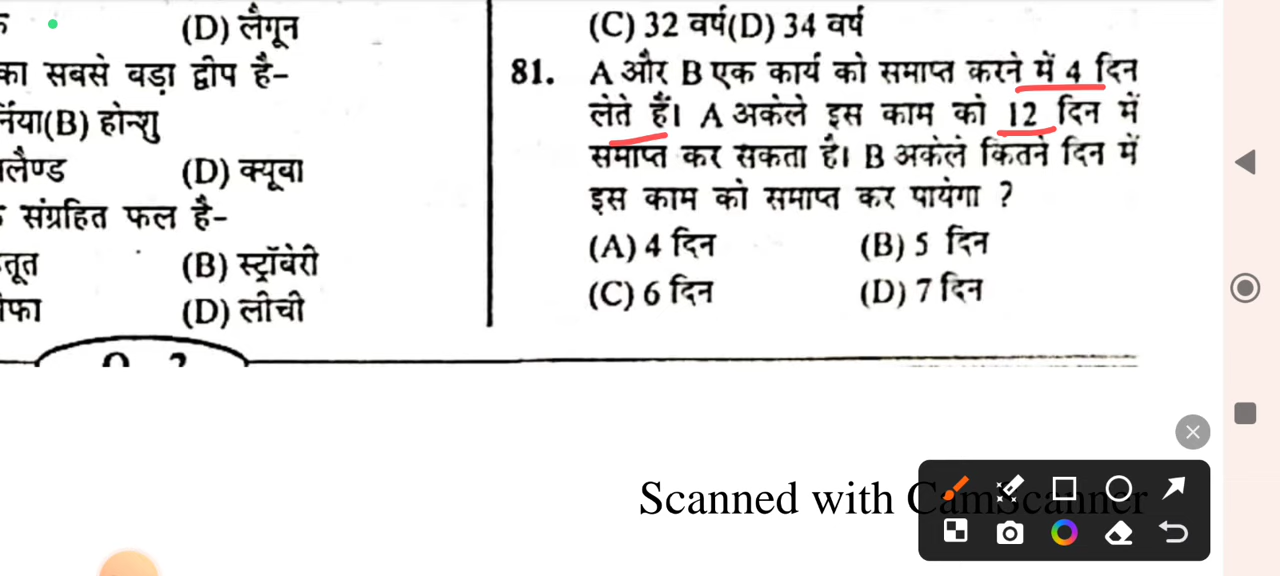 (D) लैगून
का सबसे बड़ा द्वीप है-
र्निया(B) होन्शु
लैण्ड (D) क्यूबा
संग्रहित फल है-
तूत (B) स्ट्रॉबेरी
फा (D) लीची
(C) 32 वर्ष(D) 34 वर्ष
81. A और B एक कार्य को समाप्त करने में 4 दिन
लेते हैं। A अकेले इस काम को 12 दिन में
समाप्त कर सकता है। B अकेले कितने दिन में
इस काम को समाप्त कर पायेगा ?
(A) 4 दिन (B) 5 दिन
(C) 6 दिन (D) 7 दिन
Scanned with CamScanner